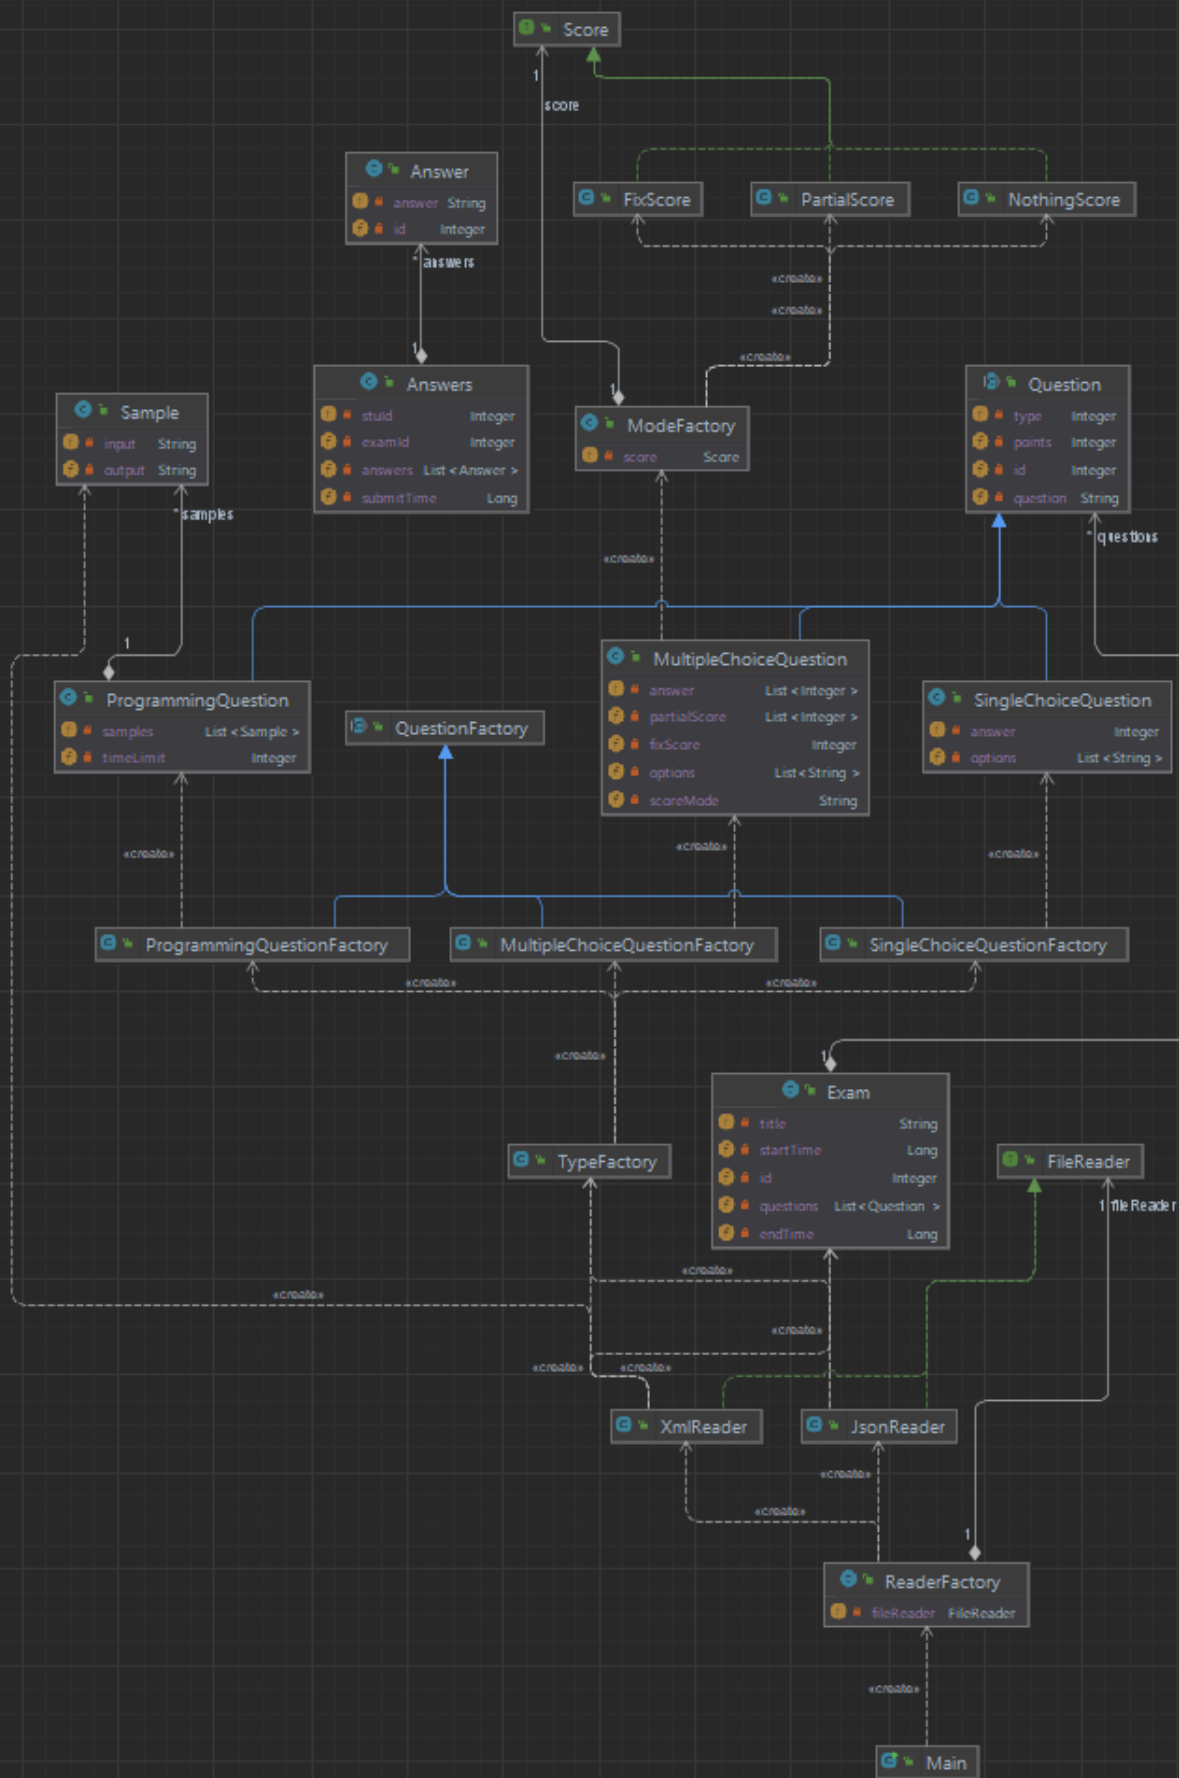 Score
1
score
Answer
answer String
id Integer
* answers
1
FixScore
PartialScore
NothingScore
«create»
«create»
«create»
1
Sample
input String
output String
* samples
1
Answers
stuId Integer
examId Integer
answers List<Answer>
submitTime Long
ModeFactory
score Score
«create»
Question
type Integer
points Integer
id Integer
question String
* questions
ProgrammingQuestion
samples List<Sample>
timeLimit Integer
QuestionFactory
MultipleChoiceQuestion
answer List<Integer>
partialScore List<Integer>
fixScore Integer
options List<String>
scoreMode String
SingleChoiceQuestion
answer Integer
options List<String>
«create»
«create»
«create»
ProgrammingQuestionFactory
MultipleChoiceQuestionFactory
SingleChoiceQuestionFactory
«create»
«create»
«create»
1
Exam
title String
startTime Long
id Integer
questions List<Question>
endTime Long
TypeFactory
FileReader
1 fileReader
«create»
«create»
«create»
«create»
«create»
XmlReader
JsonReader
«create»
«create»
1
ReaderFactory
fileReader FileReader
«create»
Main